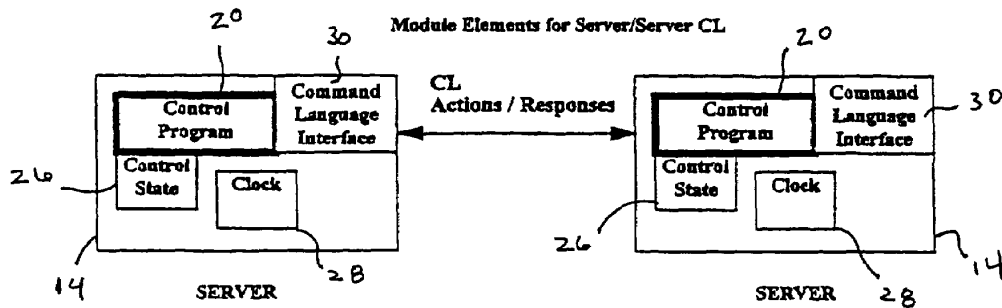 Module Elements for Server/Server CL
20
30
20
Control
Program
Command
Language
Interface
CL
Actions / Responses
Control
Program
Command
Language
Interface
30
26
Control
State
Clock
Control
State
Clock
26
14
28
14
28
SERVER
SERVER